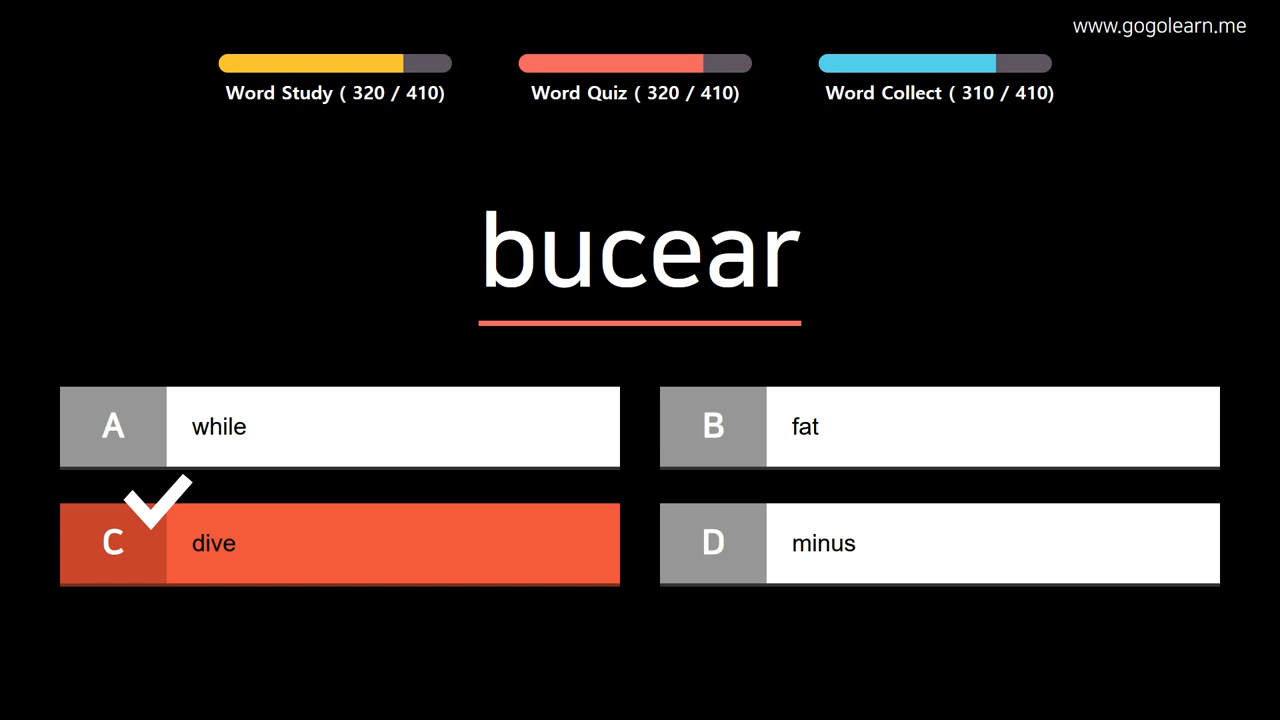 www.gogolearn.me
Word Study ( 320 / 410)
Word Quiz ( 320 / 410)
Word Collect ( 310 / 410)
bucear
A while
B fat
C dive
D minus